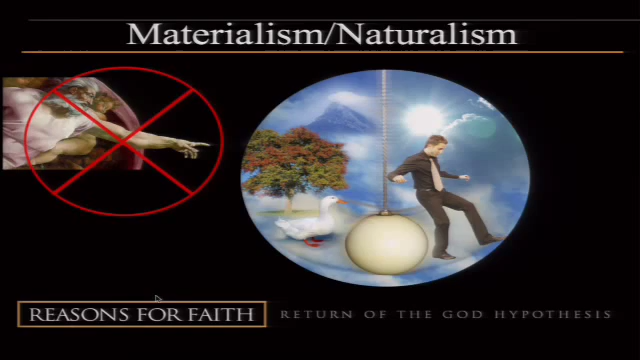 Materialism/Naturalism
REASONS FOR FAITH
RETURN OF THE GOD HYPOTHESIS